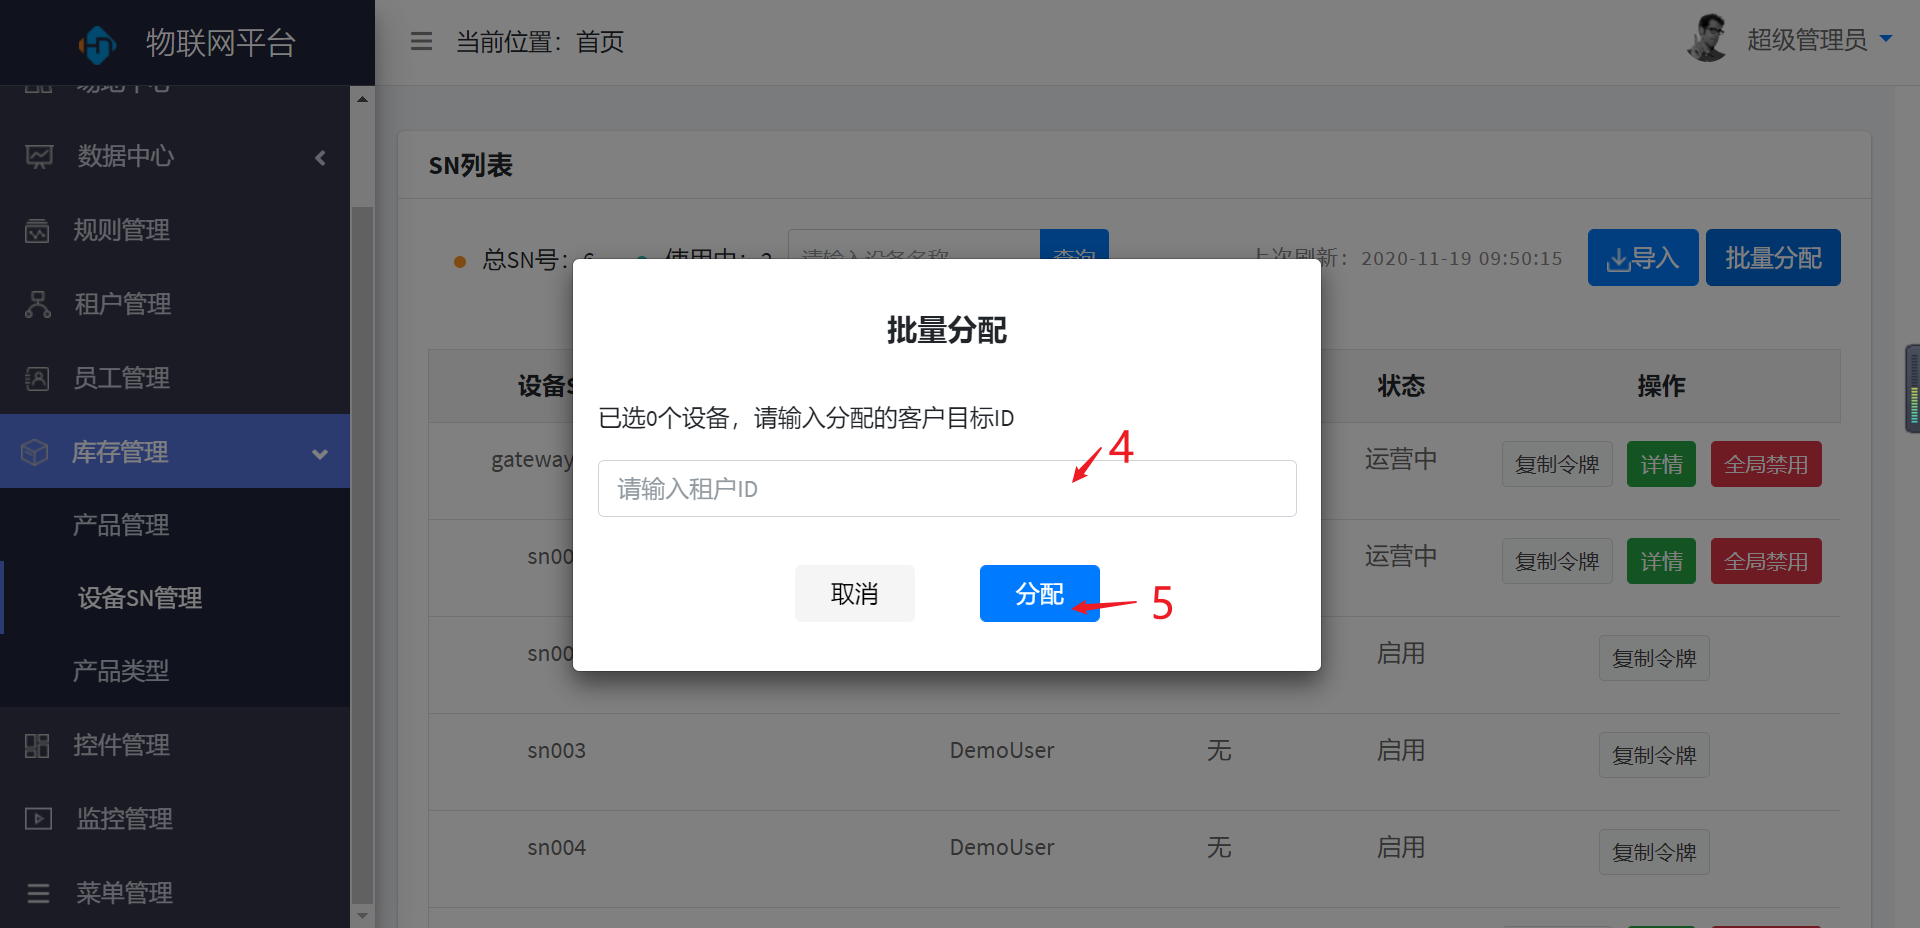 物联网平台
当前位置：首页
超级管理员
数据中心
规则管理
租户管理
员工管理
库存管理
产品管理
设备SN管理
产品类型
控件管理
监控管理
菜单管理
SN列表
总SN号：6 使用中：2 请输入设备名称 查询 上次刷新：2020-11-19 09:50:15 导入 批量分配
设备S 状态 操作
gateway 运营中 复制令牌 详情 全局禁用
sn00 运营中 复制令牌 详情 全局禁用
sn00 启用 复制令牌
sn003 DemoUser 无 启用 复制令牌
sn004 DemoUser 无 启用 复制令牌
批量分配
已选0个设备，请输入分配的客户目标ID
4
请输入租户ID
取消 分配 5